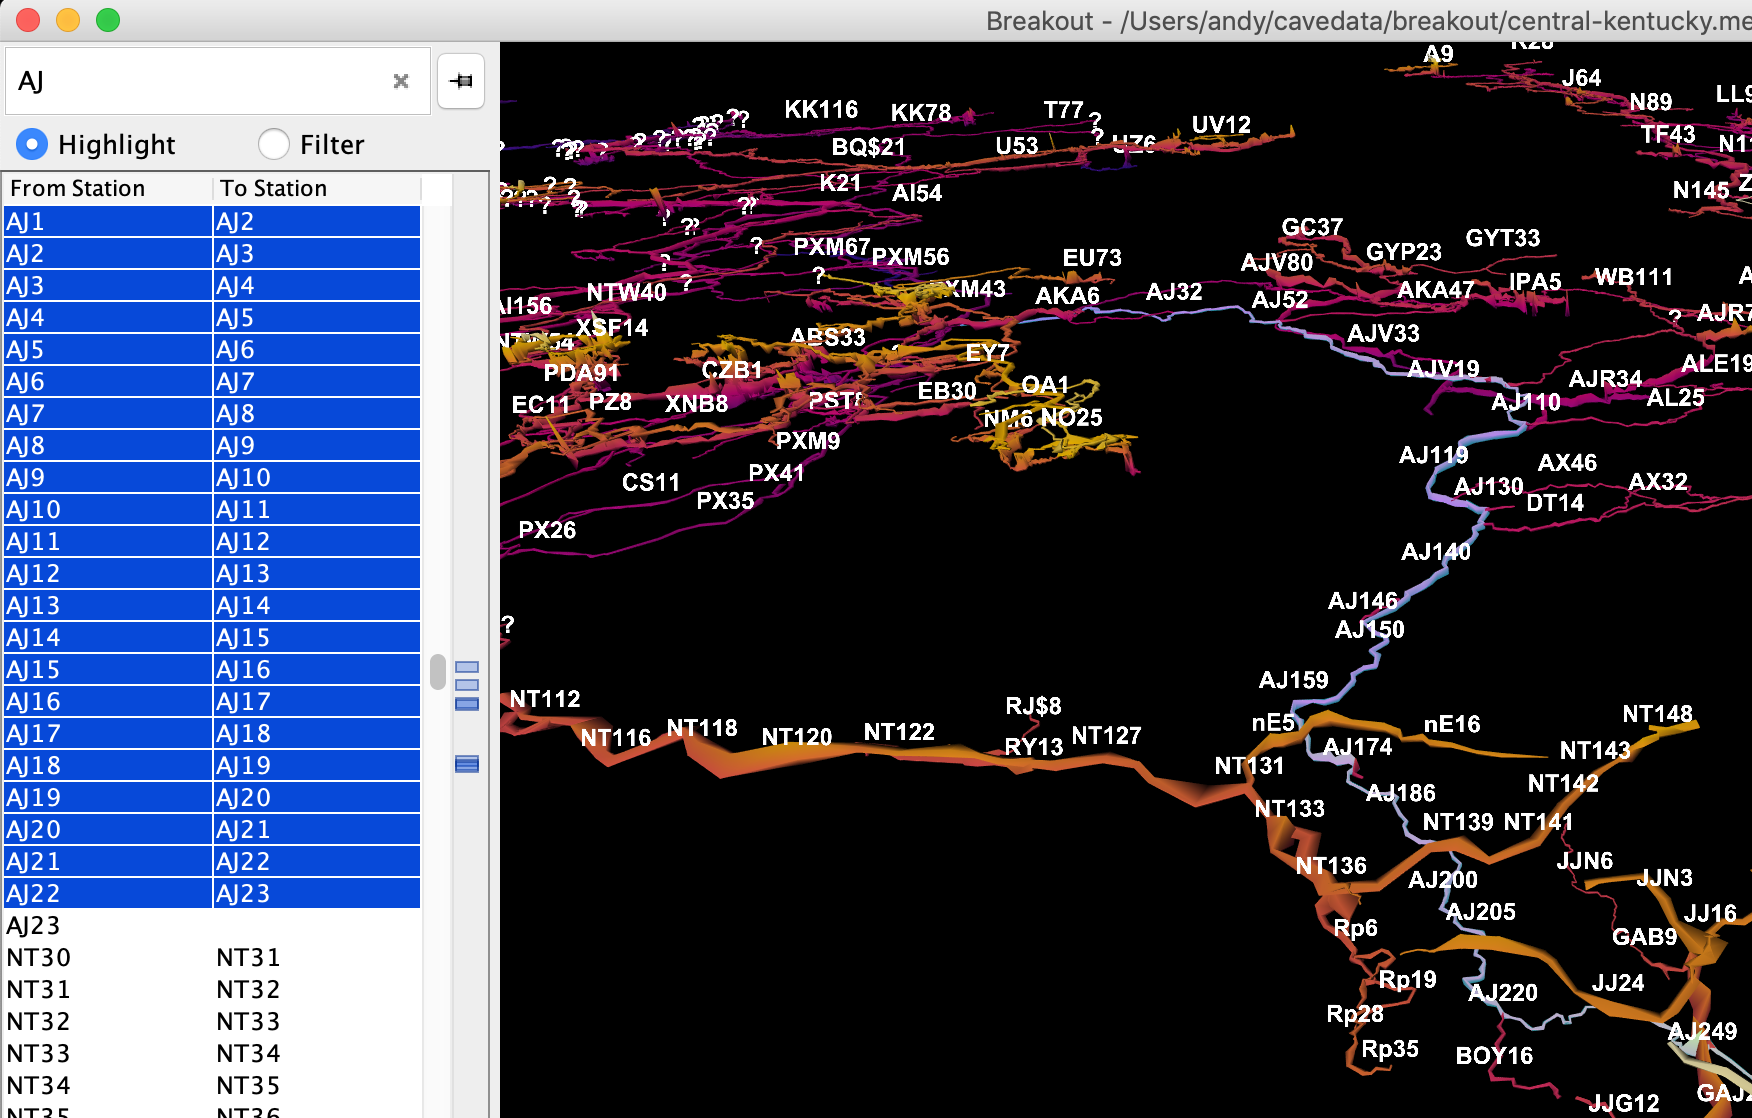 Breakout - /Users/andy/cavedata/breakout/central-kentucky.me
AJ
Highlight Filter
From Station To Station
AJ1 AJ2
AJ2 AJ3
AJ3 AJ4
AJ4 AJ5
AJ5 AJ6
AJ6 AJ7
AJ7 AJ8
AJ8 AJ9
AJ9 AJ10
AJ10 AJ11
AJ11 AJ12
AJ12 AJ13
AJ13 AJ14
AJ14 AJ15
AJ15 AJ16
AJ16 AJ17
AJ17 AJ18
AJ18 AJ19
AJ19 AJ20
AJ20 AJ21
AJ21 AJ22
AJ22 AJ23
AJ23
NT30 NT31
NT31 NT32
NT32 NT33
NT33 NT34
NT34 NT35
NT35 NT36
A9
J64
KK116 KK78 T77 N89
UV12 TF43
BQ$21 U53 UZ6
K21 AI54 N145
GC37
PXM67 PXM56 EU73 AJV80 GYP23 GYT33
NTW40 AKA6 AJ32 AJ52 AKA47 IPA5 WB111
AI156
XSF14 ABS33 AJV33
PDA91 CZB1 EY7 AJV19 ALE19
EC11 PZ8 XNB8 EB30 OA1 AJR34
NM6 NO25 AJ110 AL25
PXM9
CS11 PX41 AJ119 AX46
PX35 AJ130 DT14 AX32
PX26
AJ140
AJ146
AJ150
AJ159
NT112 RJ$8
NT116 NT118 NT120 NT122 RY13 NT127 nE5 nE16 NT148
NT131 AJ174 NT143
NT133 AJ186 NT142
NT139 NT141
NT136 AJ200 JJN6 JJN3
Rp6 AJ205 GAB9 JJ16
Rp19 AJ220 JJ24
Rp28 AJ249
Rp35 BOY16
JJG12